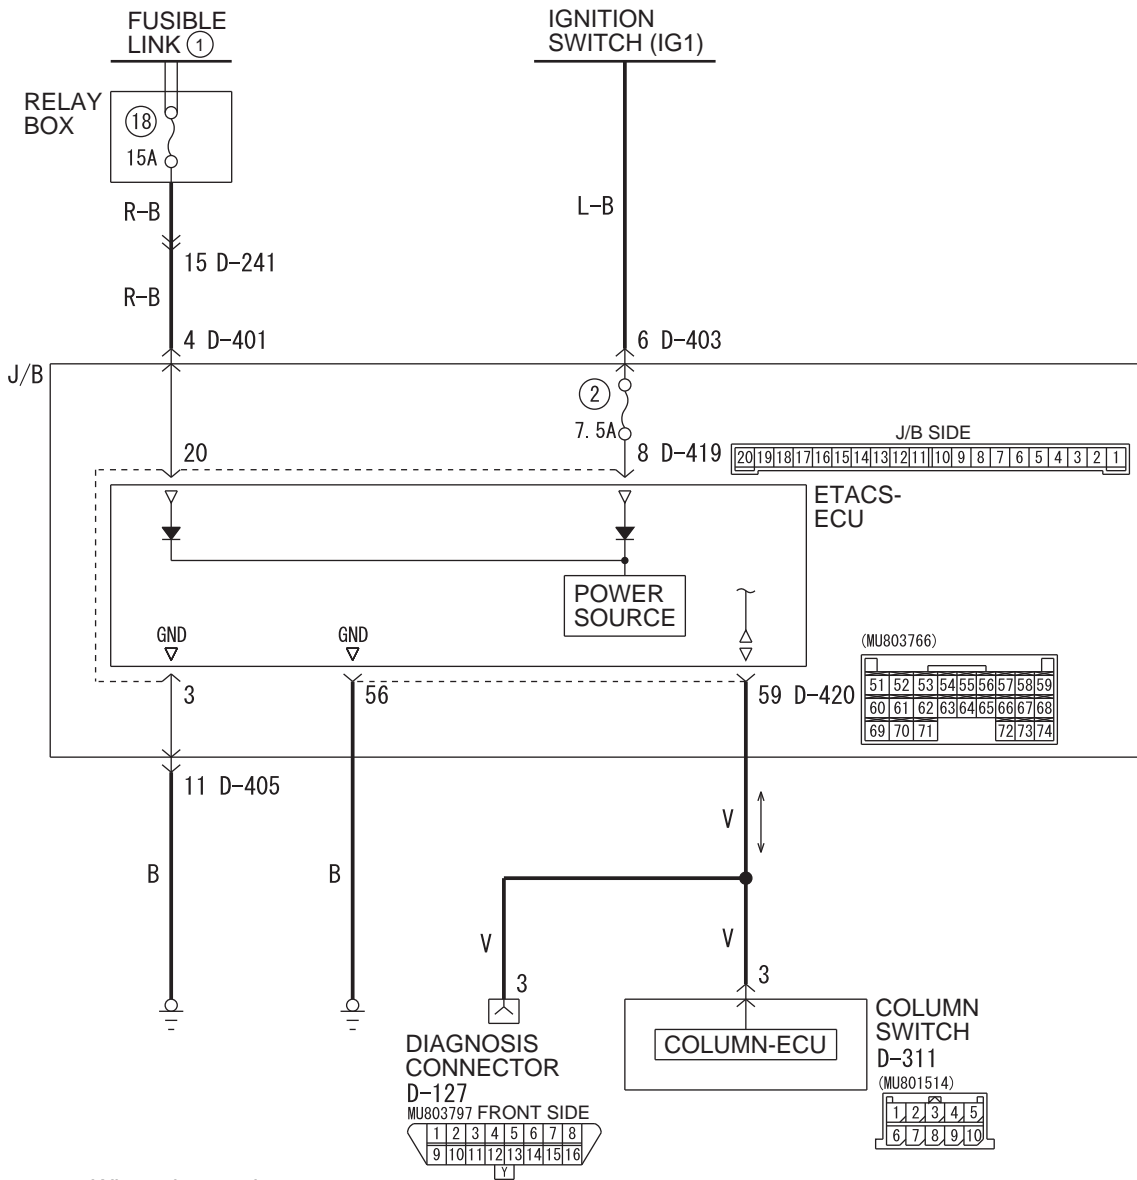 FUSIBLE
LINK ①
IGNITION
SWITCH (IG1)
RELAY
BOX
18
15A
R-B
L-B
15 D-241
R-B
4 D-401
6 D-403
J/B
2
7.5A
20
8 D-419
J/B SIDE
20 19 18 17 16 15 14 13 12 11 10 9 8 7 6 5 4 3 2 1
ETACS-
ECU
POWER
SOURCE
GND
GND
(MU803766)
51 52 53 54 55 56 57 58 59
60 61 62 63 64 65 66 67 68
69 70 71 72 73 74
3
56
59 D-420
11 D-405
V
B
B
V
V
3
3
COLUMN-ECU
COLUMN
SWITCH
D-311
(MU801514)
1 2 3 4 5
6 7 8 9 10
DIAGNOSIS
CONNECTOR
D-127
MU803797 FRONT SIDE
1 2 3 4 5 6 7 8
9 10 11 12 13 14 15 16
Y